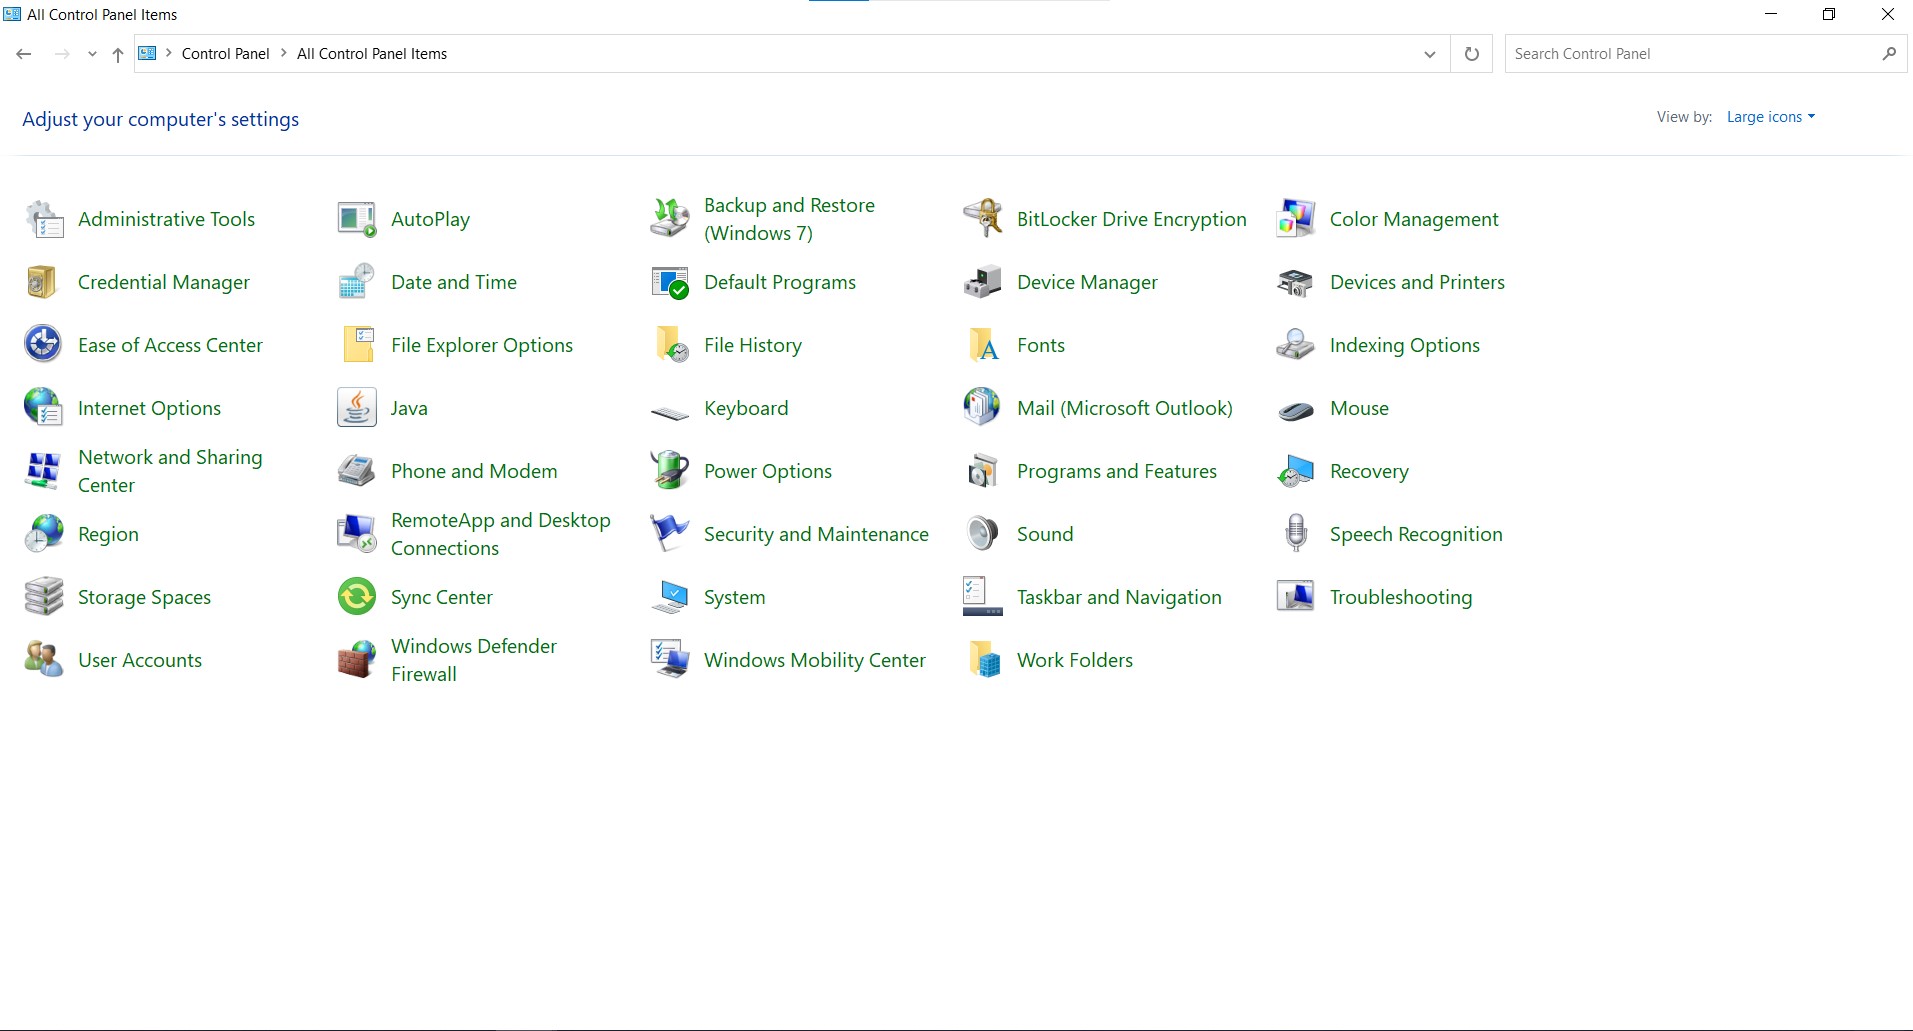 All Control Panel Items
Control Panel > All Control Panel Items
Search Control Panel
Adjust your computer's settings
View by: Large icons
Administrative Tools
AutoPlay
Backup and Restore
(Windows 7)
BitLocker Drive Encryption
Color Management
Credential Manager
Date and Time
Default Programs
Device Manager
Devices and Printers
Ease of Access Center
File Explorer Options
File History
Fonts
Indexing Options
Internet Options
Java
Keyboard
Mail (Microsoft Outlook)
Mouse
Network and Sharing
Center
Phone and Modem
Power Options
Programs and Features
Recovery
Region
RemoteApp and Desktop
Connections
Security and Maintenance
Sound
Speech Recognition
Storage Spaces
Sync Center
System
Taskbar and Navigation
Troubleshooting
User Accounts
Windows Defender
Firewall
Windows Mobility Center
Work Folders